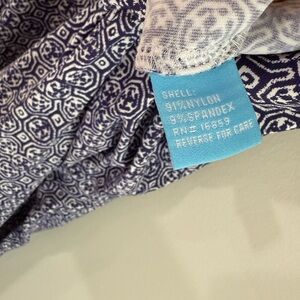 SHELL:
91%NYLON
9%SPANDEX
RN# 16859
REVERSE FOR CARE